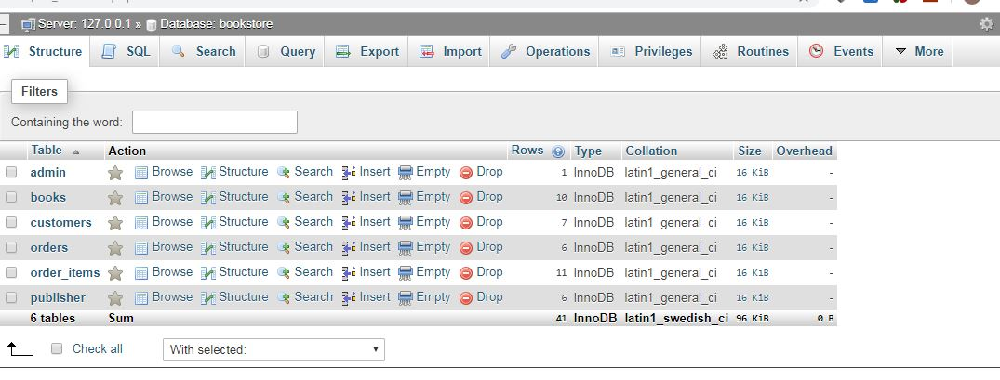 Server: 127.0.0.1 » Database: bookstore
Structure SQL Search Query Export Import Operations Privileges Routines Events More
Filters
Containing the word:
Table Action Rows Type Collation Size Overhead
admin Browse Structure Search Insert Empty Drop 1 InnoDB latin1_general_ci 16 KiB -
books Browse Structure Search Insert Empty Drop 10 InnoDB latin1_general_ci 16 KiB -
customers Browse Structure Search Insert Empty Drop 7 InnoDB latin1_general_ci 16 KiB -
orders Browse Structure Search Insert Empty Drop 6 InnoDB latin1_general_ci 16 KiB -
order_items Browse Structure Search Insert Empty Drop 11 InnoDB latin1_general_ci 16 KiB -
publisher Browse Structure Search Insert Empty Drop 6 InnoDB latin1_general_ci 16 KiB -
6 tables Sum 41 InnoDB latin1_swedish_ci 96 KiB 0 B
Check all With selected: